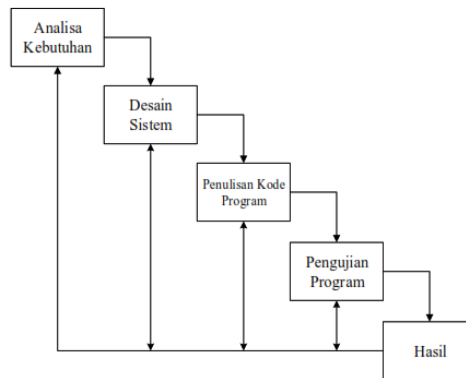 Analisa
Kebutuhan
Desain
Sistem
Penulisan Kode
Program
Pengujian
Program
Hasil